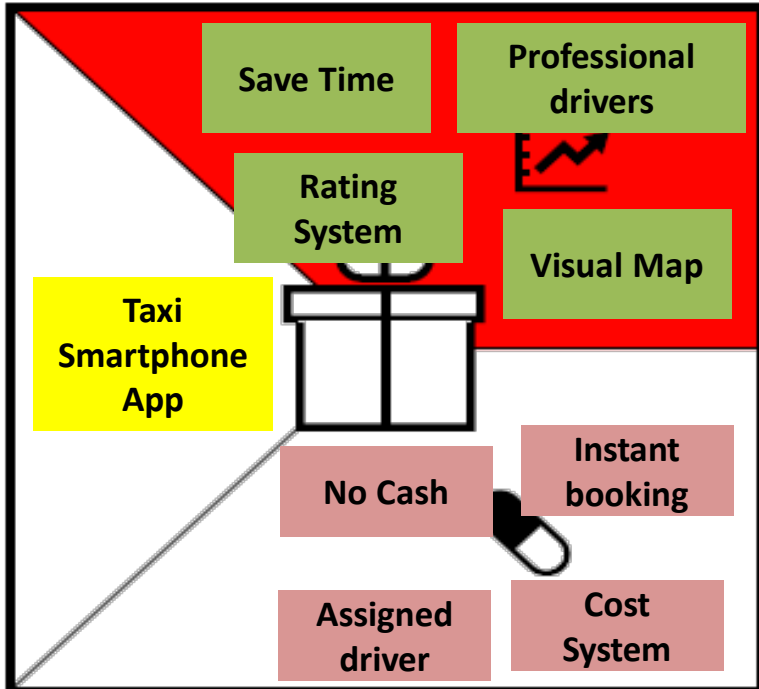 Save Time
Professional
drivers
Rating
System
Visual Map
Taxi
Smartphone
App
No Cash
Instant
booking
Assigned
driver
Cost
System